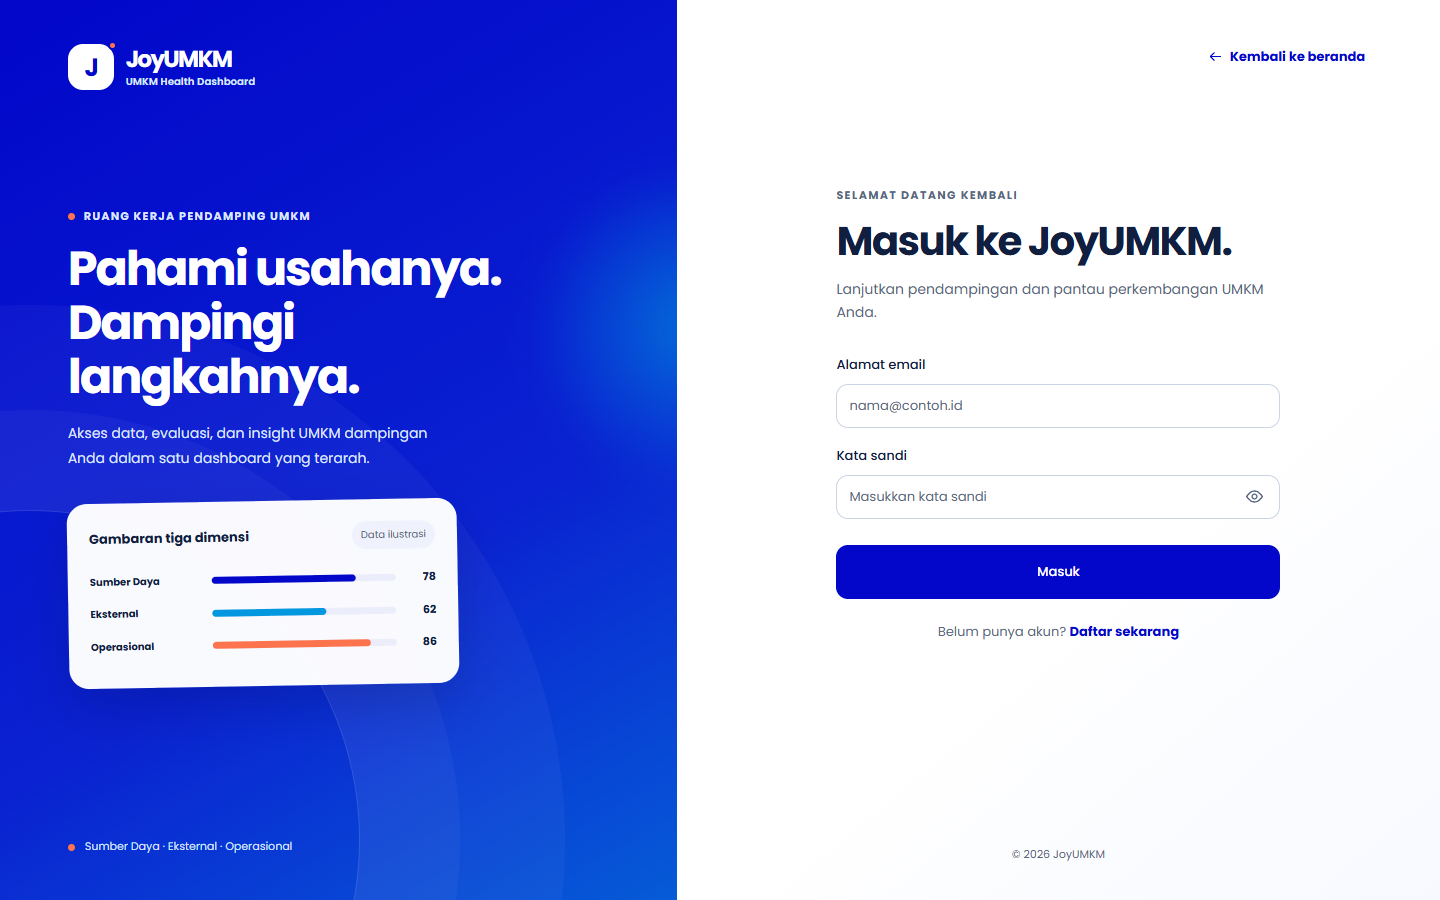 J
JoyUMKM
UMKM Health Dashboard
RUANG KERJA PENDAMPING UMKM
Pahami usahanya.
Dampingi
langkahnya.
Akses data, evaluasi, dan insight UMKM dampingan
Anda dalam satu dashboard yang terarah.
Gambaran tiga dimensi
Data ilustrasi
Sumber Daya 78
Eksternal 62
Operasional 86
Sumber Daya · Eksternal · Operasional
← Kembali ke beranda
SELAMAT DATANG KEMBALI
Masuk ke JoyUMKM.
Lanjutkan pendampingan dan pantau perkembangan UMKM
Anda.
Alamat email
nama@contoh.id
Kata sandi
Masukkan kata sandi
Masuk
Belum punya akun? Daftar sekarang
© 2026 JoyUMKM